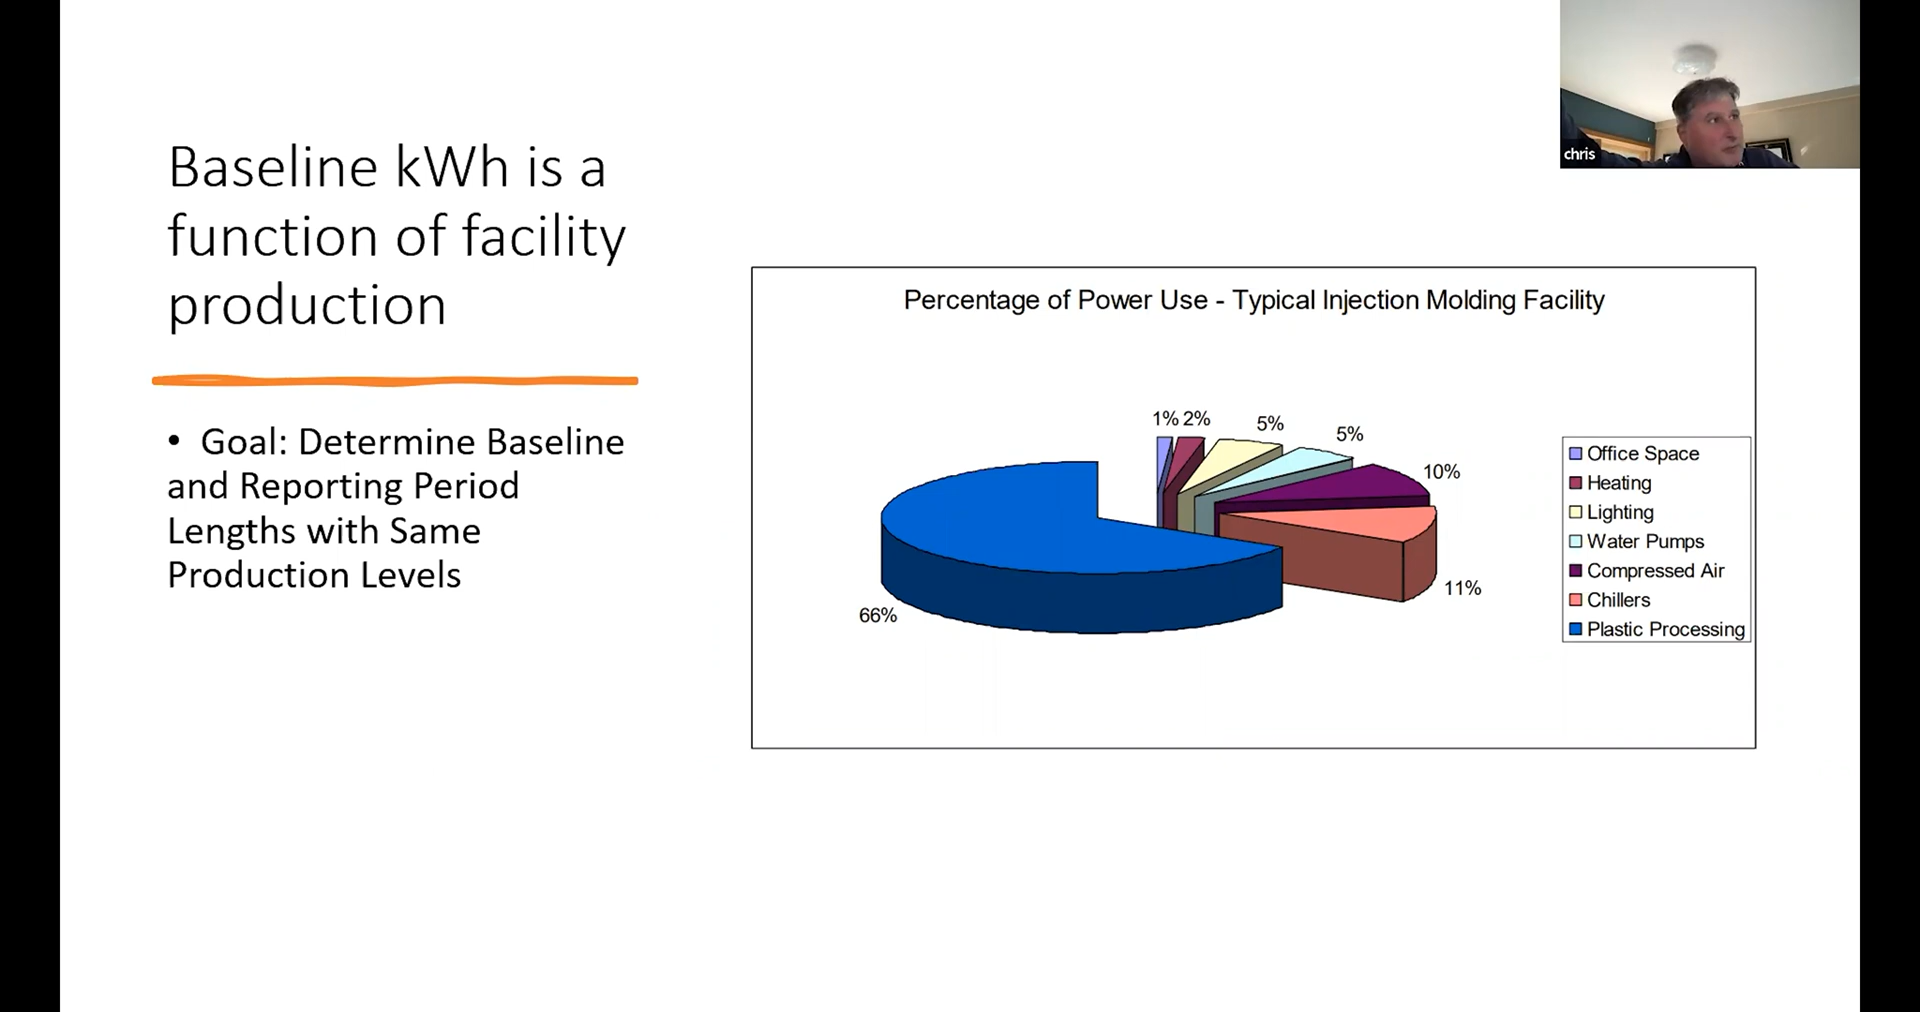 Baseline kWh is a
function of facility
production
• Goal: Determine Baseline
and Reporting Period
Lengths with Same
Production Levels
chris
Percentage of Power Use - Typical Injection Molding Facility
1% 2%
5%
5%
10%
11%
66%
Office Space
Heating
Lighting
Water Pumps
Compressed Air
Chillers
Plastic Processing